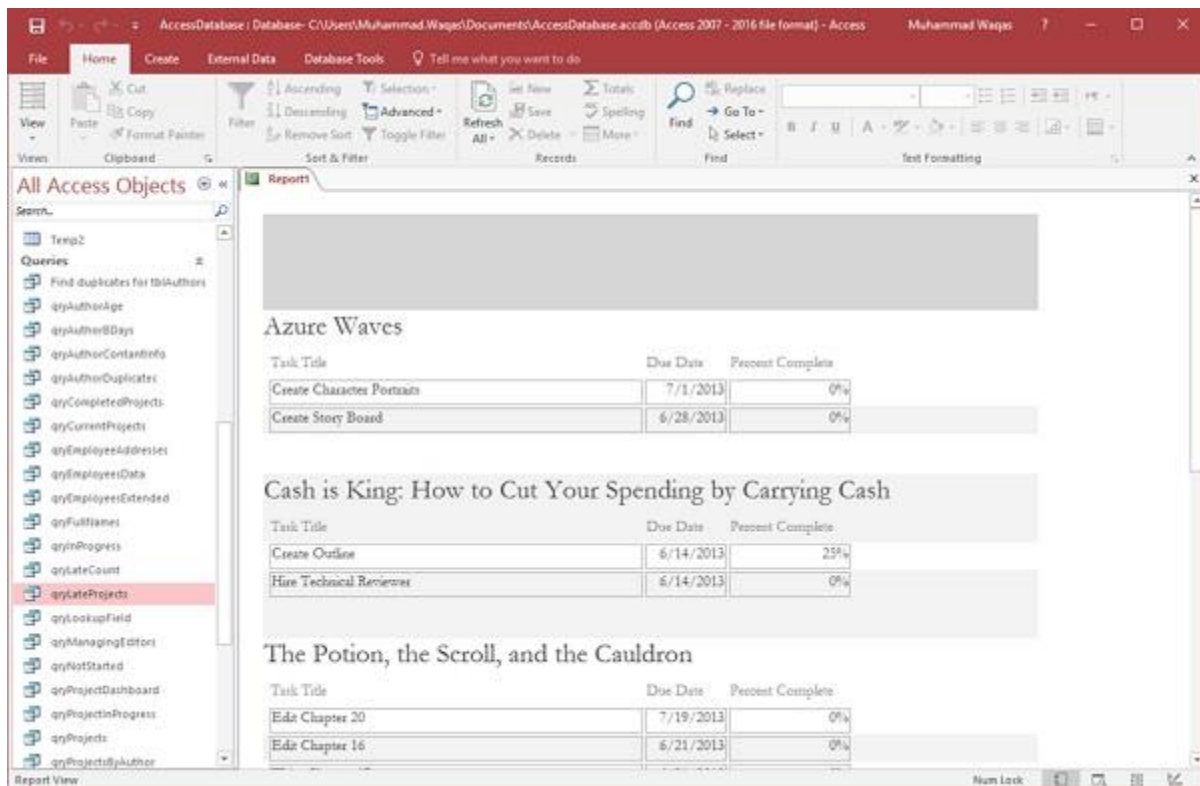 AccessDatabase : Database- C:\Users\Muhammad.Waqas\Documents\AccessDatabase.accdb (Access 2007 - 2016 file format) - Access
Muhammad Waqas
?
File
Home
Create
External Data
Database Tools
Tell me what you want to do
View
Views
Paste
Cut
Copy
Format Painter
Clipboard
Filter
Ascending
Descending
Remove Sort
Selection
Advanced
Toggle Filter
Sort & Filter
Refresh
All
New
Save
Delete
Totals
Spelling
More
Records
Find
Replace
Go To
Select
Find
B I U A
Text Formatting
All Access Objects
Search...
Temp2
Queries
Find duplicates for tblAuthors
qryAuthorAge
qryAuthorBDays
qryAuthorContantInfo
qryAuthorDuplicates
qryCompletedProjects
qryCurrentProjects
qryEmployeeAddresses
qryEmployeesData
qryEmployeesExtended
qryFullNames
qryInProgress
qryLateCount
qryLateProjects
qryLookupField
qryManagingEditors
qryNotStarted
qryProjectDashboard
qryProjectInProgress
qryProjects
qryProjectsByAuthor
Report1
Azure Waves
Task Title Due Date Percent Complete
Create Character Portraits 7/1/2013 0%
Create Story Board 6/28/2013 0%
Cash is King: How to Cut Your Spending by Carrying Cash
Task Title Due Date Percent Complete
Create Outline 6/14/2013 25%
Hire Technical Reviewer 6/14/2013 0%
The Potion, the Scroll, and the Cauldron
Task Title Due Date Percent Complete
Edit Chapter 20 7/19/2013 0%
Edit Chapter 16 6/21/2013 0%
Report View
Num Lock